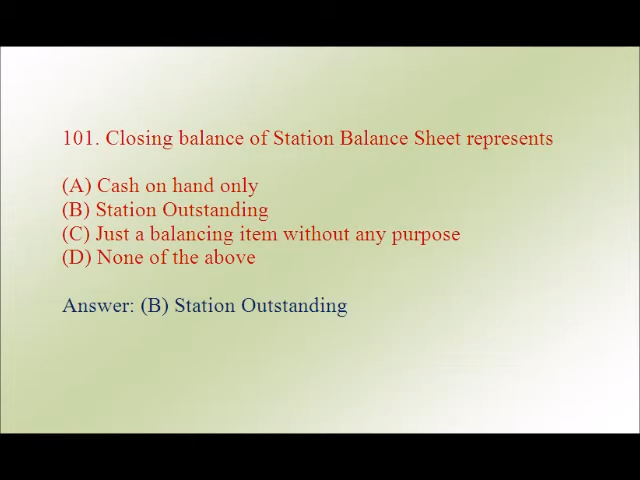 101. Closing balance of Station Balance Sheet represents
(A) Cash on hand only
(B) Station Outstanding
(C) Just a balancing item without any purpose
(D) None of the above
Answer: (B) Station Outstanding